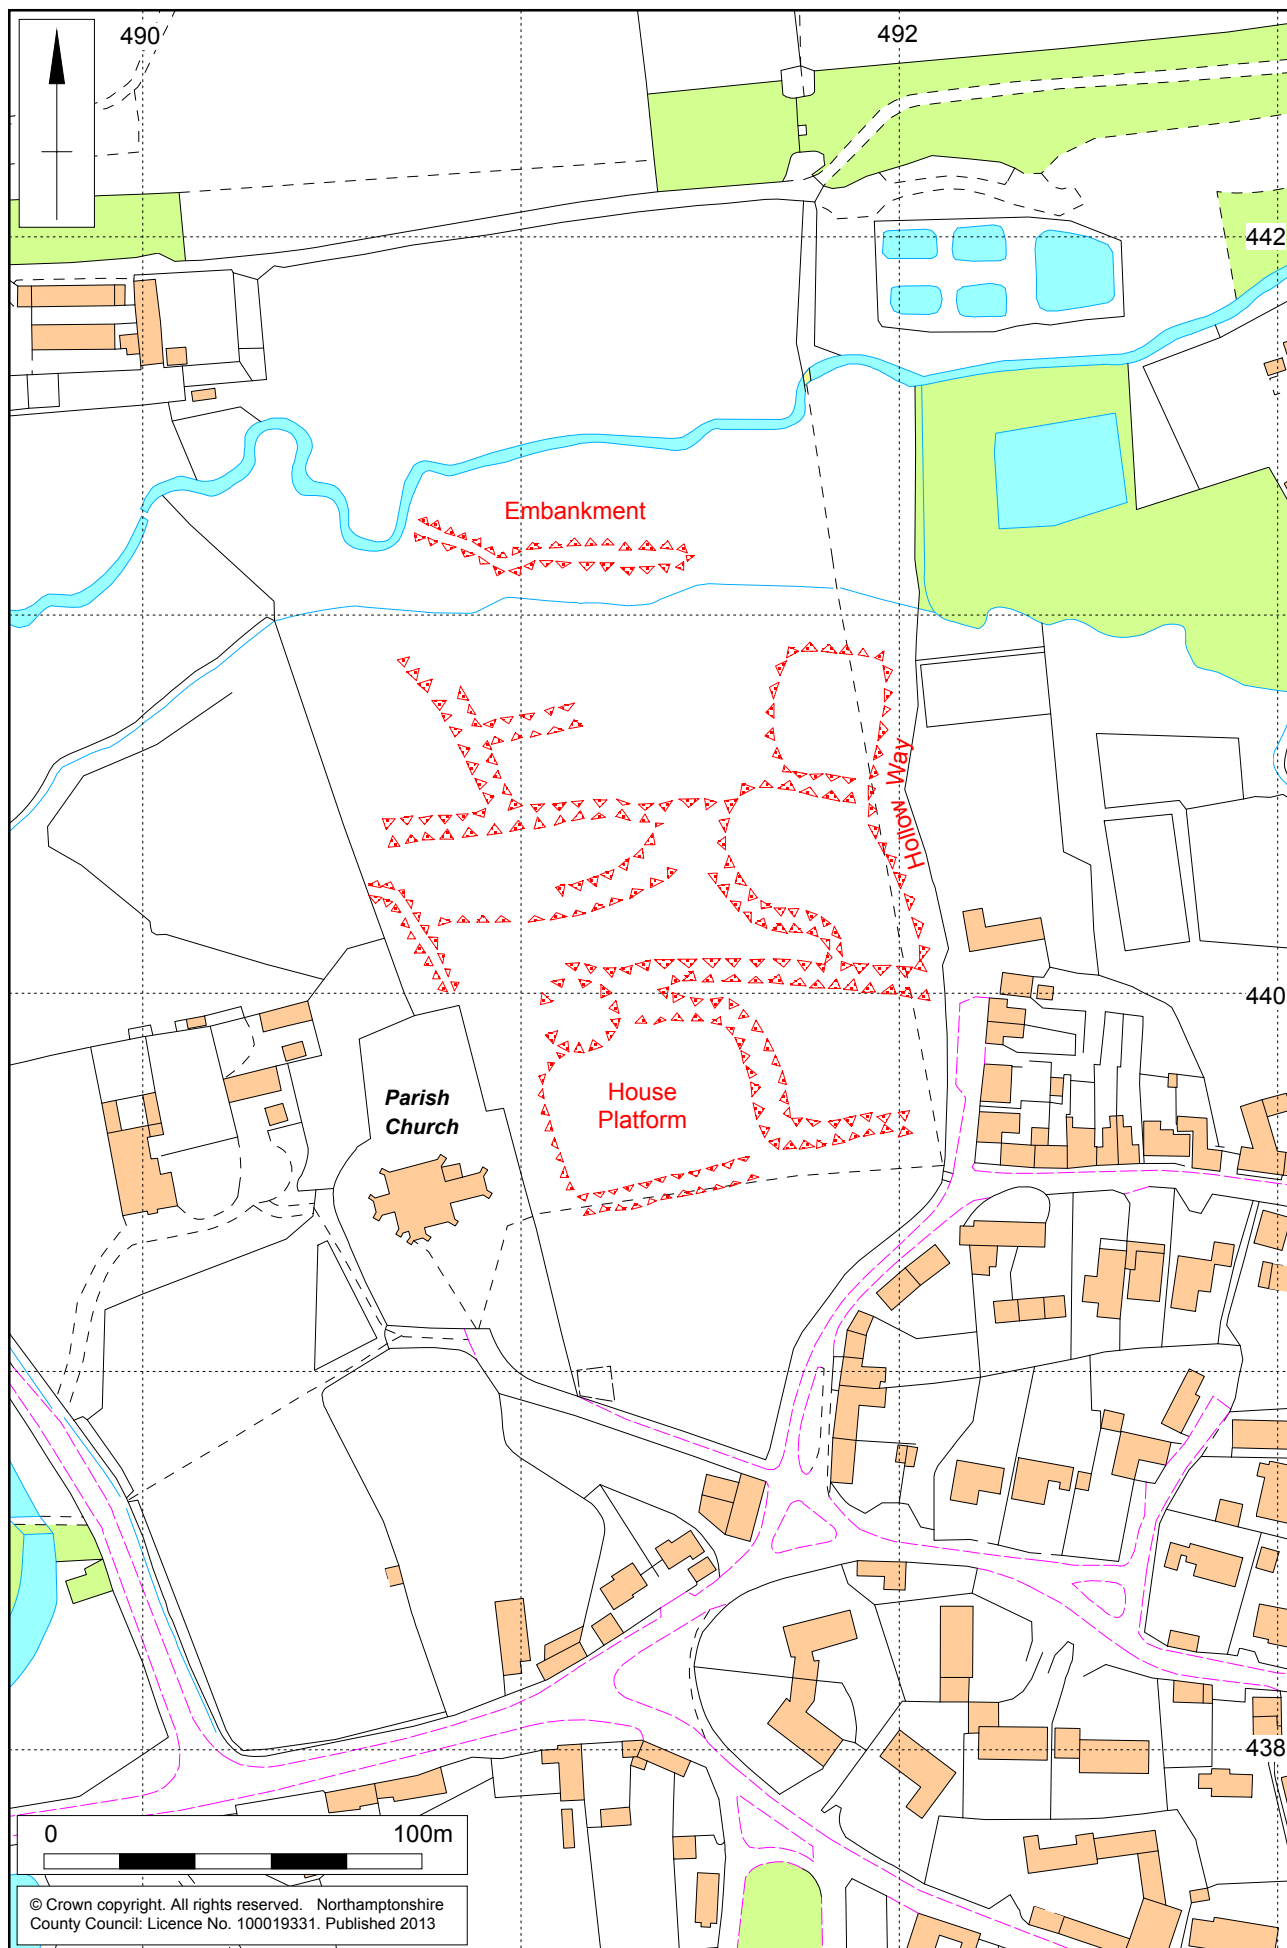 490
492
442
Embankment
Hollow Way
440
House
Platform
Parish
Church
438
0 100m
© Crown copyright. All rights reserved. Northamptonshire
County Council: Licence No. 100019331. Published 2013